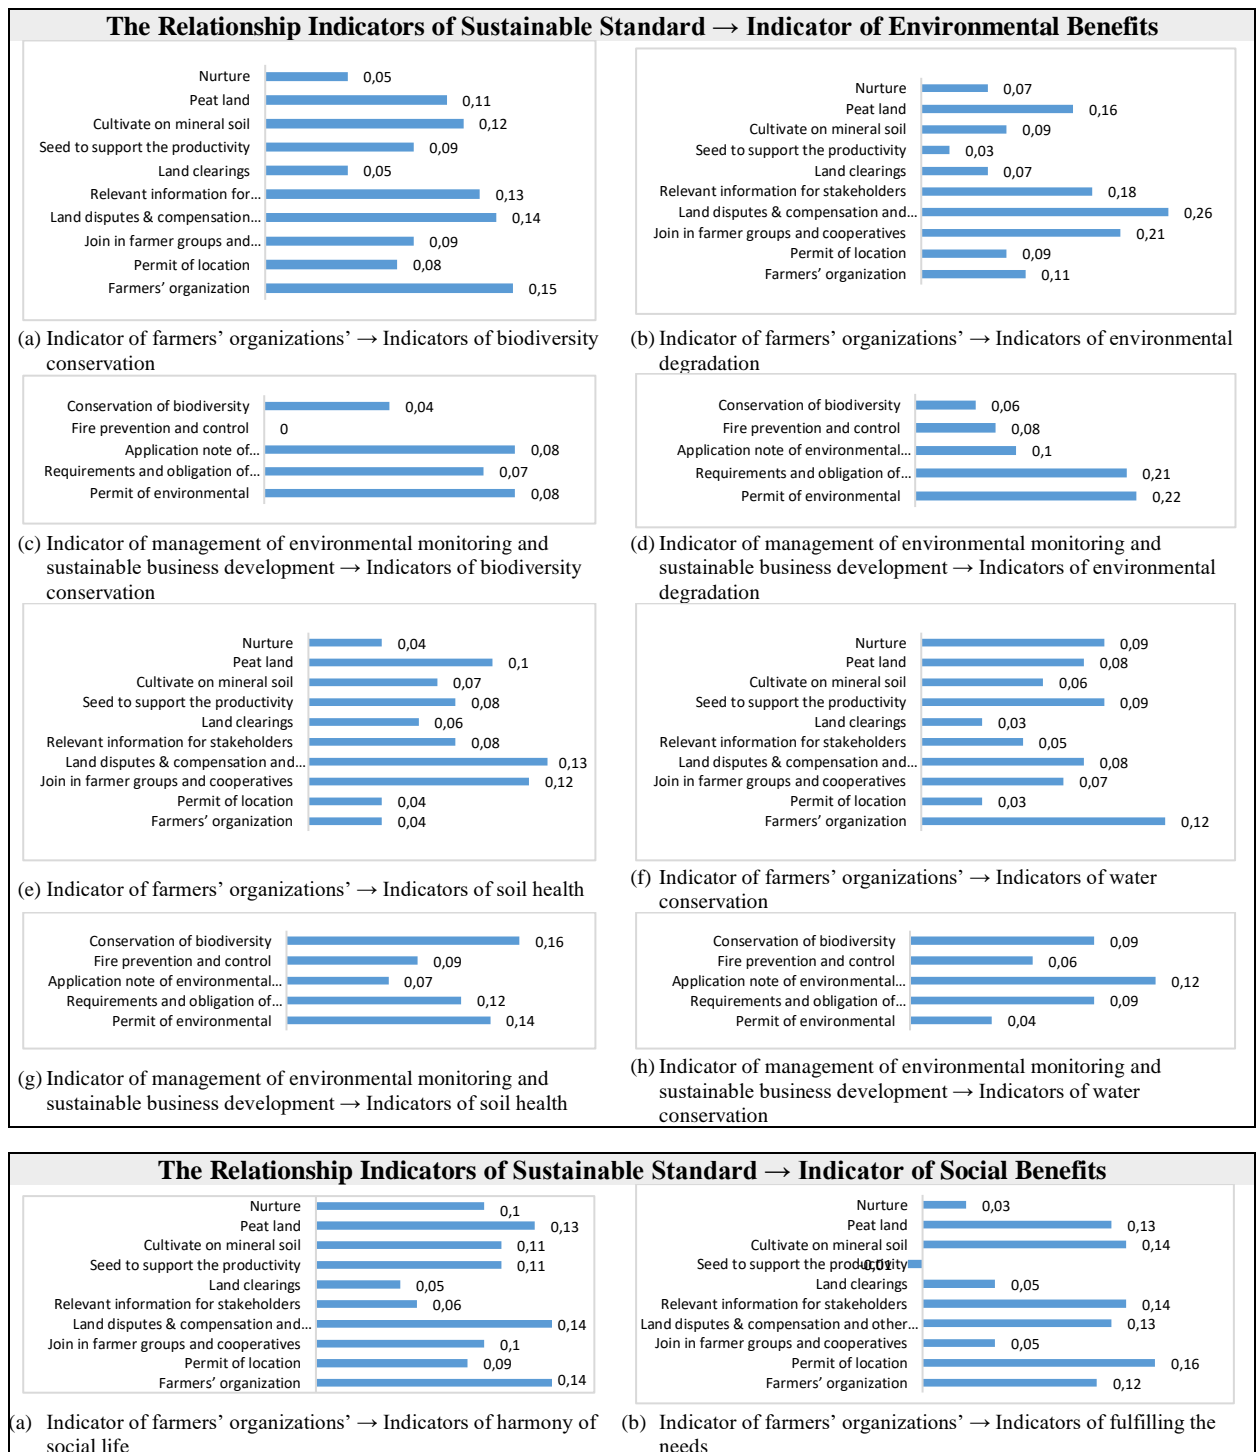 The Relationship Indicators of Sustainable Standard → Indicator of Environmental Benefits
Nurture 0,05
Peat land 0,11
Cultivate on mineral soil 0,12
Seed to support the productivity 0,09
Land clearings 0,05
Relevant information for... 0,13
Land disputes & compensation... 0,14
Join in farmer groups and... 0,09
Permit of location 0,08
Farmers' organization 0,15
(a) Indicator of farmers' organizations' → Indicators of biodiversity
conservation
Nurture 0,07
Peat land 0,16
Cultivate on mineral soil 0,09
Seed to support the productivity 0,03
Land clearings 0,07
Relevant information for stakeholders 0,18
Land disputes & compensation and... 0,26
Join in farmer groups and cooperatives 0,21
Permit of location 0,09
Farmers' organization 0,11
(b) Indicator of farmers' organizations' → Indicators of environmental
degradation
Conservation of biodiversity 0,04
Fire prevention and control 0
Application note of... 0,08
Requirements and obligation of... 0,07
Permit of environmental 0,08
(c) Indicator of management of environmental monitoring and
sustainable business development → Indicators of biodiversity
conservation
Conservation of biodiversity 0,06
Fire prevention and control 0,08
Application note of environmental... 0,1
Requirements and obligation of... 0,21
Permit of environmental 0,22
(d) Indicator of management of environmental monitoring and
sustainable business development → Indicators of environmental
degradation
Nurture 0,04
Peat land 0,1
Cultivate on mineral soil 0,07
Seed to support the productivity 0,08
Land clearings 0,06
Relevant information for stakeholders 0,08
Land disputes & compensation and... 0,13
Join in farmer groups and cooperatives 0,12
Permit of location 0,04
Farmers' organization 0,04
(e) Indicator of farmers' organizations' → Indicators of soil health
Nurture 0,09
Peat land 0,08
Cultivate on mineral soil 0,06
Seed to support the productivity 0,09
Land clearings 0,03
Relevant information for stakeholders 0,05
Land disputes & compensation and... 0,08
Join in farmer groups and cooperatives 0,07
Permit of location 0,03
Farmers' organization 0,12
(f) Indicator of farmers' organizations' → Indicators of water
conservation
Conservation of biodiversity 0,16
Fire prevention and control 0,09
Application note of environmental... 0,07
Requirements and obligation of... 0,12
Permit of environmental 0,14
(g) Indicator of management of environmental monitoring and
sustainable business development → Indicators of soil health
Conservation of biodiversity 0,09
Fire prevention and control 0,06
Application note of environmental... 0,12
Requirements and obligation of... 0,09
Permit of environmental 0,04
(h) Indicator of management of environmental monitoring and
sustainable business development → Indicators of water
conservation
The Relationship Indicators of Sustainable Standard → Indicator of Social Benefits
Nurture 0,1
Peat land 0,13
Cultivate on mineral soil 0,11
Seed to support the productivity 0,11
Land clearings 0,05
Relevant information for stakeholders 0,06
Land disputes & compensation and... 0,14
Join in farmer groups and cooperatives 0,1
Permit of location 0,09
Farmers' organization 0,14
(a) Indicator of farmers' organizations' → Indicators of harmony of
social life
Nurture 0,03
Peat land 0,13
Cultivate on mineral soil 0,14
Seed to support the productivity -0,01
Land clearings 0,05
Relevant information for stakeholders 0,14
Land disputes & compensation and other... 0,13
Join in farmer groups and cooperatives 0,05
Permit of location 0,16
Farmers' organization 0,12
(b) Indicator of farmers' organizations' → Indicators of fulfilling the
needs